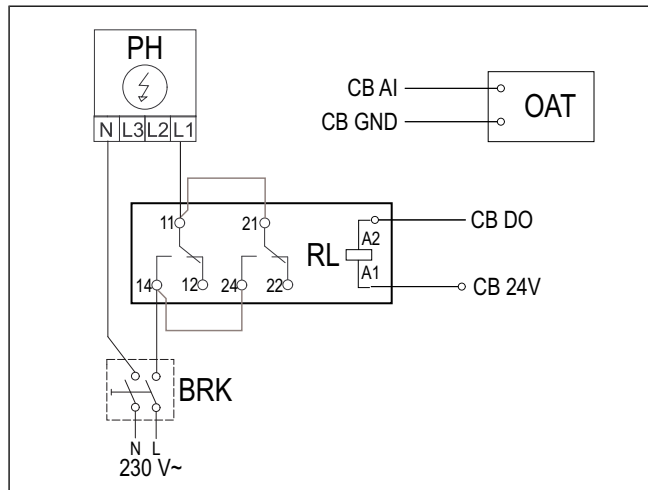 PH
N L3 L2 L1
CB AI
CB GND
OAT
11
21
RL
A2
A1
CB DO
CB 24V
14
12
24
22
BRK
N L
230 V~